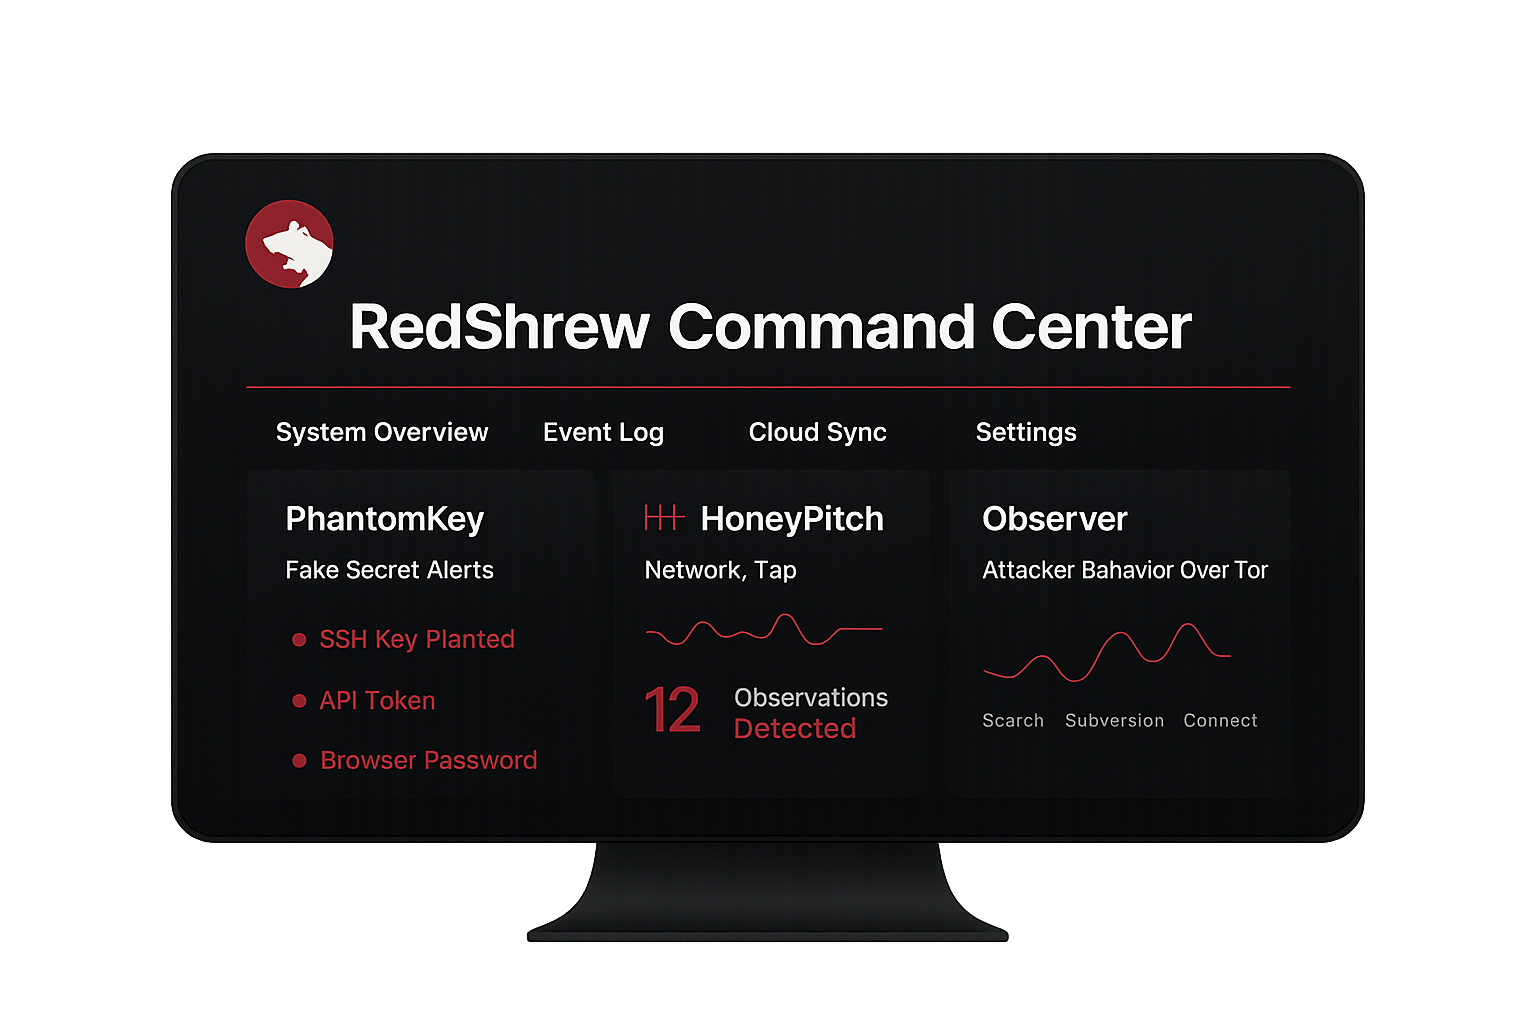 RedShrew Command Center
System Overview Event Log Cloud Sync Settings
PhantomKey
Fake Secret Alerts
SSH Key Planted
API Token
Browser Password
HoneyPitch
Network, Tap
12 Observations
Detected
Observer
Attacker Bahavior Over Tor
Scarch Subversion Connect